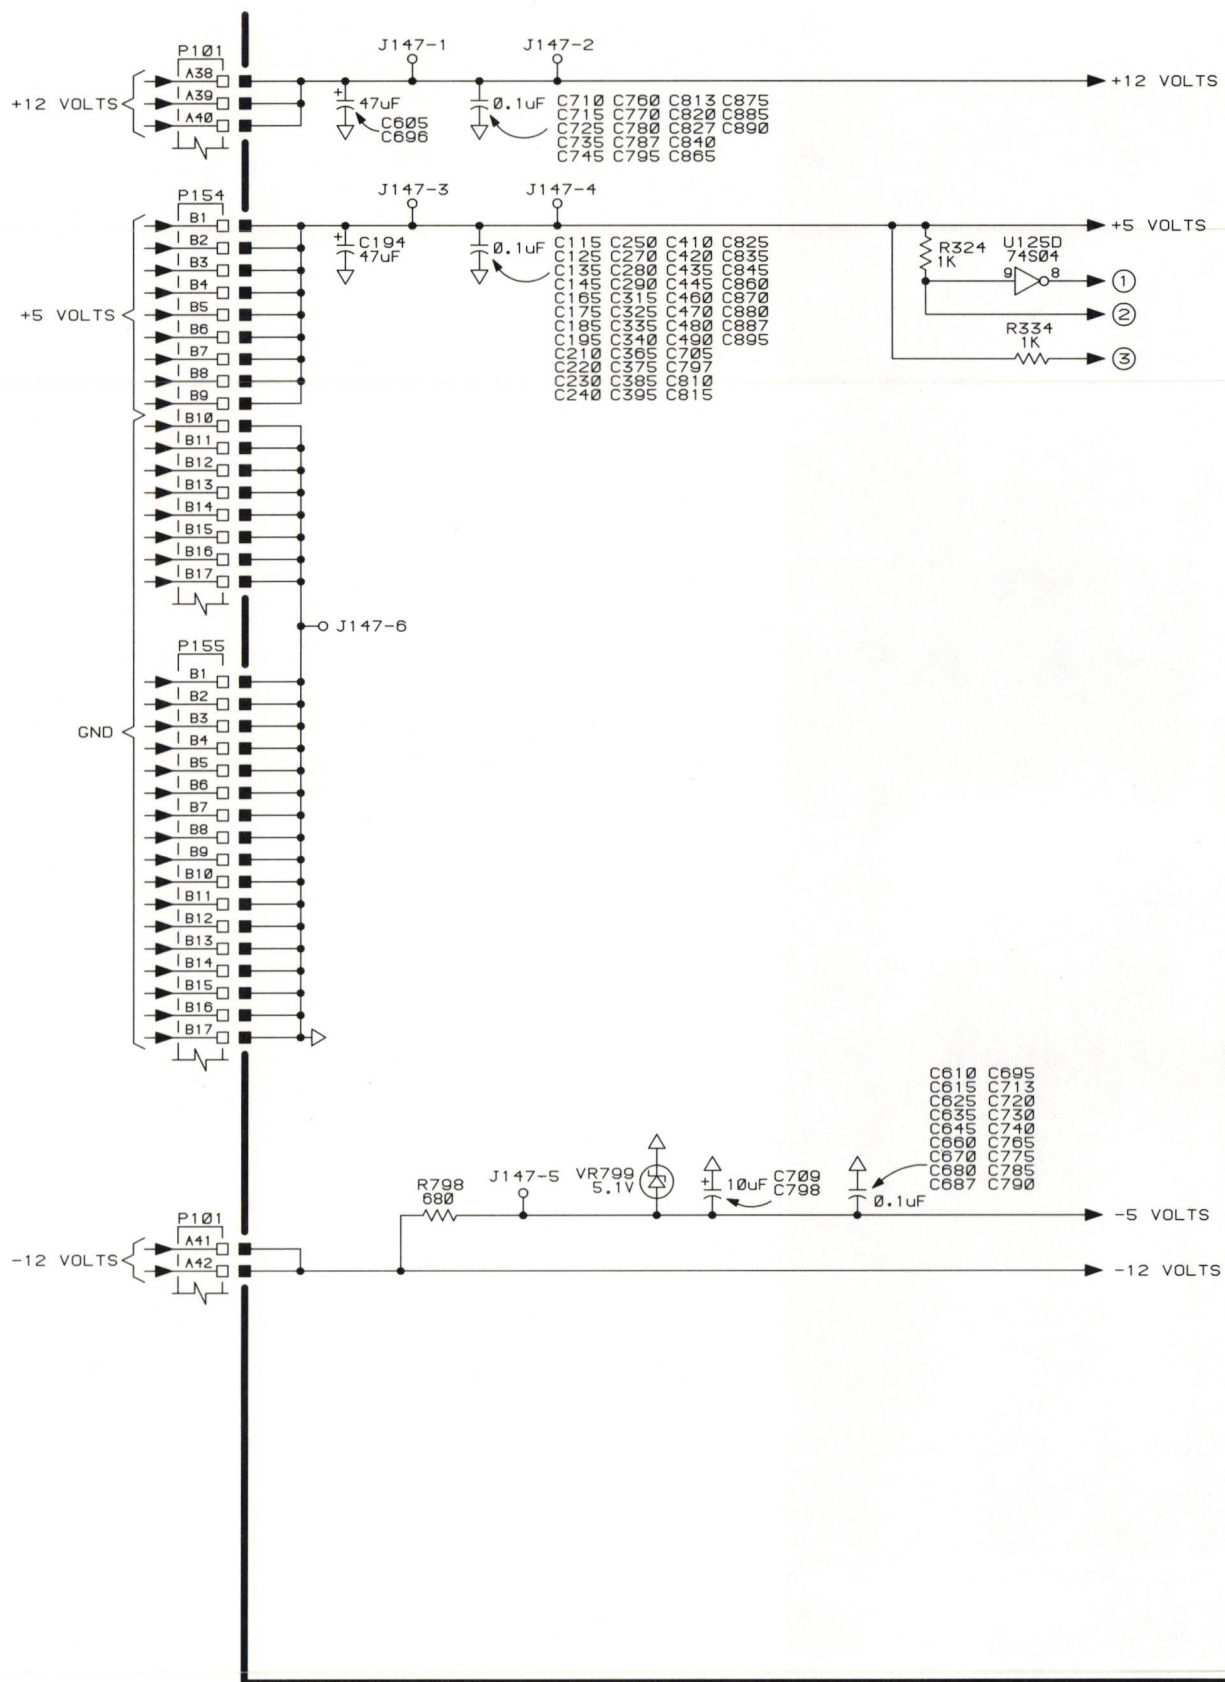 P101
J147-1
J147-2
A38
A39
A40
+12 VOLTS
+ 47uF
C605
C696
0.1uF
C710 C760 C813 C875
C715 C770 C820 C885
C725 C780 C827 C890
C735 C787 C840
C745 C795 C865
+12 VOLTS
P154
J147-3
J147-4
B1
B2
B3
B4
B5
B6
B7
B8
B9
B10
B11
B12
B13
B14
B15
B16
B17
+5 VOLTS
+ C194
47uF
0.1uF
C115 C250 C410 C825
C125 C270 C420 C835
C135 C280 C435 C845
C145 C290 C445 C860
C165 C315 C460 C870
C175 C325 C470 C880
C185 C335 C480 C887
C195 C340 C490 C895
C210 C365 C705
C220 C375 C797
C230 C385 C810
C240 C395 C815
+5 VOLTS
R324
1K
U125D
74S04
9
8
1
2
R334
1K
3
J147-6
P155
B1
B2
B3
B4
B5
B6
B7
B8
B9
B10
B11
B12
B13
B14
B15
B16
B17
GND
C610 C695
C615 C713
C625 C720
C635 C730
C645 C740
C660 C765
C670 C775
C680 C785
C687 C790
R798
680
J147-5
VR799
5.1V
+ 10uF
C709
C798
0.1uF
-5 VOLTS
P101
A41
A42
-12 VOLTS
-12 VOLTS